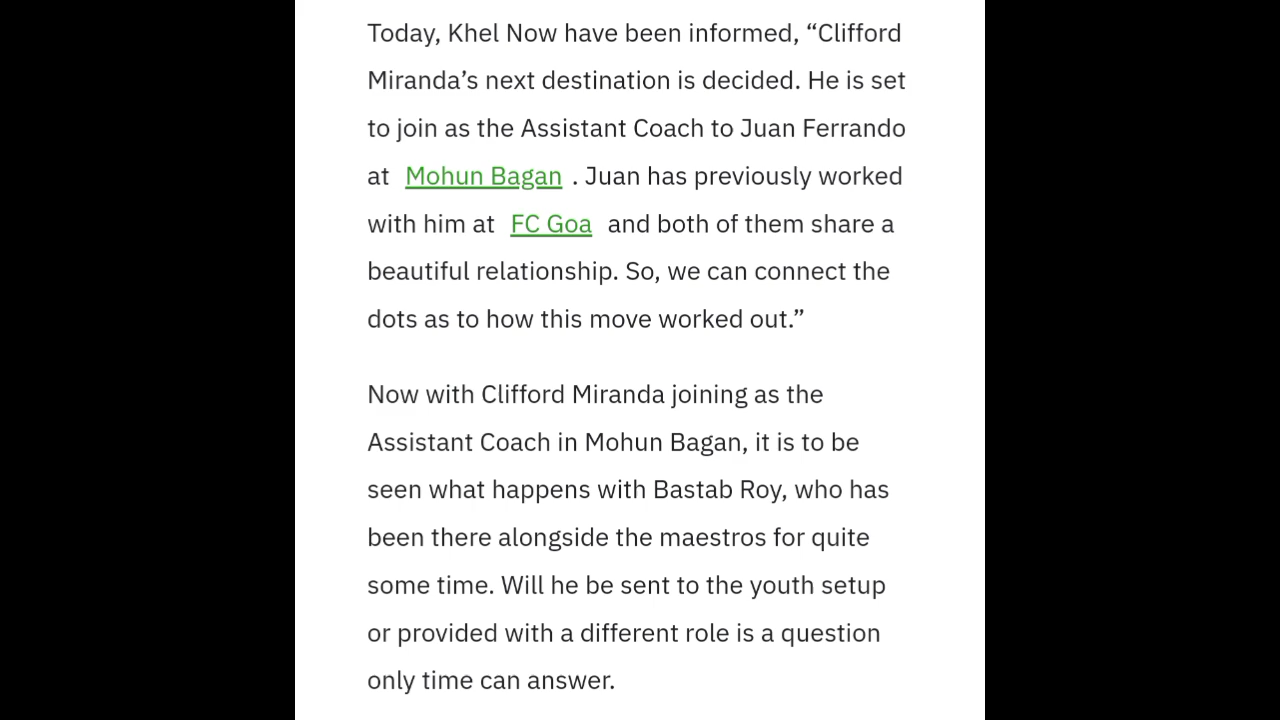 Today, Khel Now have been informed, “Clifford
Miranda’s next destination is decided. He is set
to join as the Assistant Coach to Juan Ferrando
at Mohun Bagan . Juan has previously worked
with him at FC Goa and both of them share a
beautiful relationship. So, we can connect the
dots as to how this move worked out.”
Now with Clifford Miranda joining as the
Assistant Coach in Mohun Bagan, it is to be
seen what happens with Bastab Roy, who has
been there alongside the maestros for quite
some time. Will he be sent to the youth setup
or provided with a different role is a question
only time can answer.